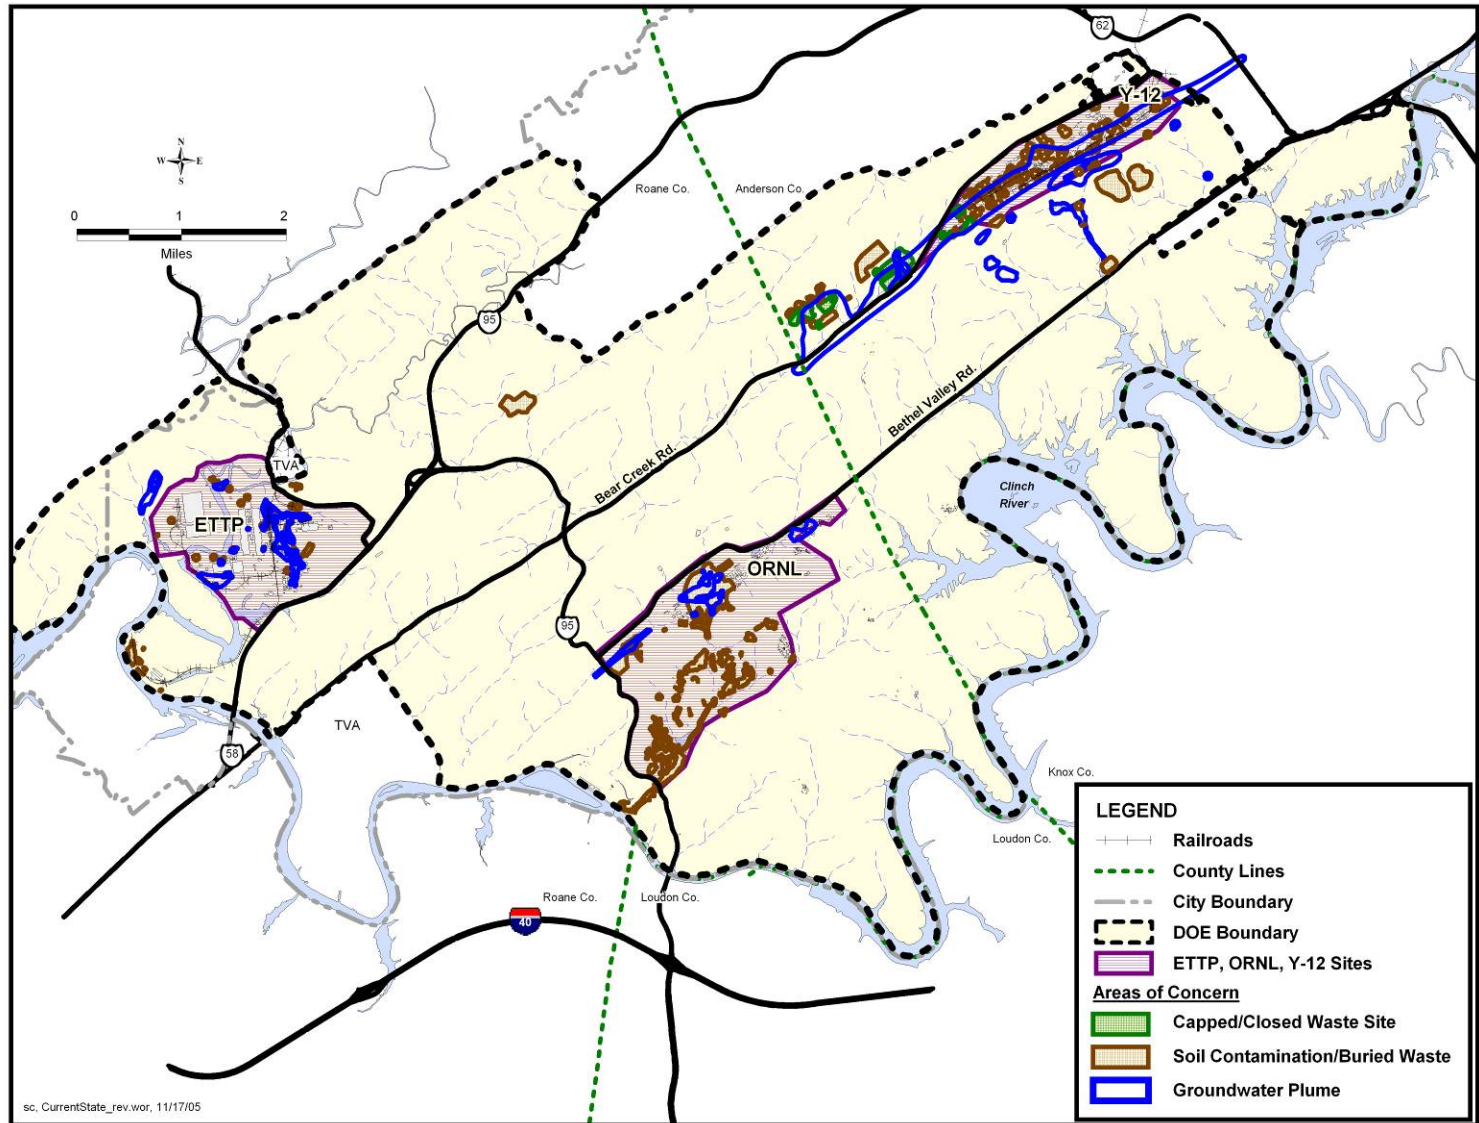 62
Y-12
N
W E
S
Roane Co.
Anderson Co.
0 1 2
Miles
95
Bethel Valley Rd.
Bear Creek Rd.
TVA
Clinch
River
ETTP
ORNL
95
TVA
58
Knox Co.
Loudon Co.
Roane Co.
Loudon Co.
40
LEGEND
Railroads
County Lines
City Boundary
DOE Boundary
ETTP, ORNL, Y-12 Sites
Areas of Concern
Capped/Closed Waste Site
Soil Contamination/Buried Waste
Groundwater Plume
sc, CurrentState_rev.wor, 11/17/05